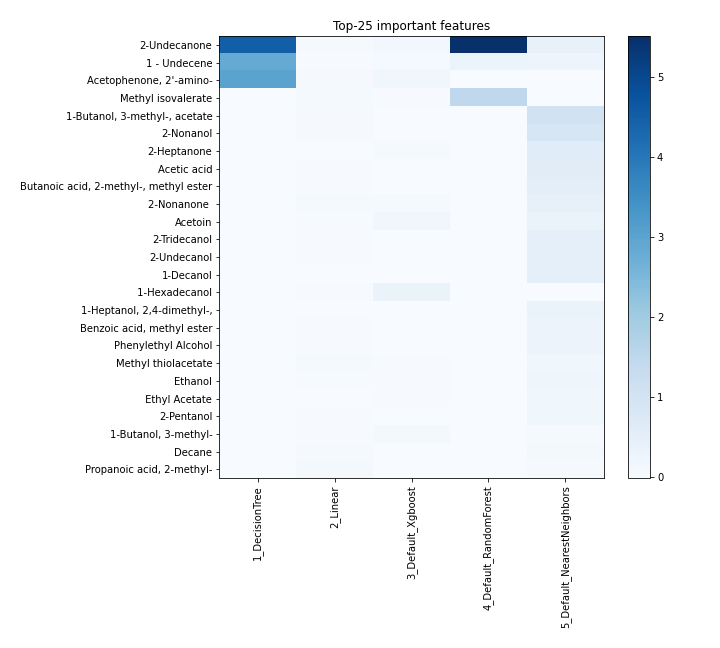 Top-25 important features
2-Undecanone
1 - Undecene
Acetophenone, 2'-amino-
Methyl isovalerate
1-Butanol, 3-methyl-, acetate
2-Nonanol
2-Heptanone
Acetic acid
Butanoic acid, 2-methyl-, methyl ester
2-Nonanone
Acetoin
2-Tridecanol
2-Undecanol
1-Decanol
1-Hexadecanol
1-Heptanol, 2,4-dimethyl-,
Benzoic acid, methyl ester
Phenylethyl Alcohol
Methyl thiolacetate
Ethanol
Ethyl Acetate
2-Pentanol
1-Butanol, 3-methyl-
Decane
Propanoic acid, 2-methyl-
1_DecisionTree
2_Linear
3_Default_Xgboost
4_Default_RandomForest
5_Default_NearestNeighbors
5
4
3
2
1
0